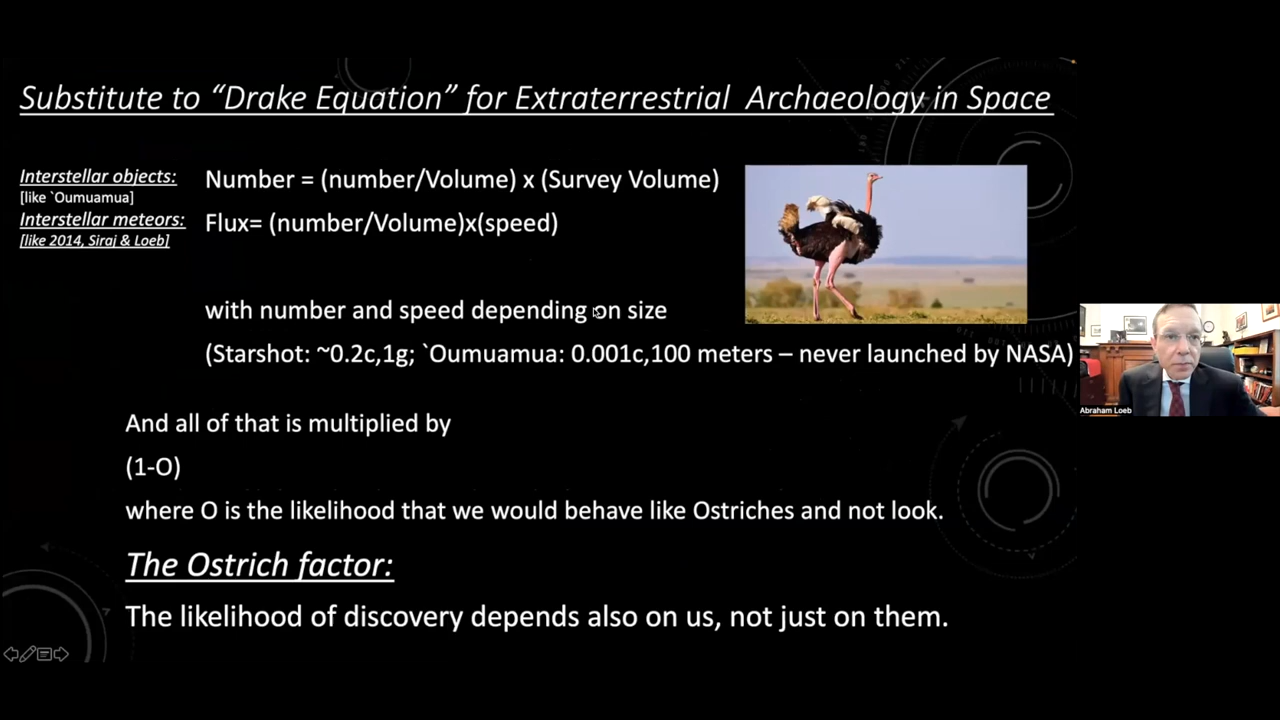 Substitute to “Drake Equation” for Extraterrestrial Archaeology in Space
Interstellar objects:
[like `Oumuamua]
Number = (number/Volume) x (Survey Volume)
Interstellar meteors:
[like 2014, Siraj & Loeb]
Flux= (number/Volume)x(speed)
with number and speed depending on size
(Starshot: ~0.2c,1g; `Oumuamua: 0.001c,100 meters – never launched by NASA)
Abraham Loeb
And all of that is multiplied by
(1-O)
where O is the likelihood that we would behave like Ostriches and not look.
The Ostrich factor:
The likelihood of discovery depends also on us, not just on them.